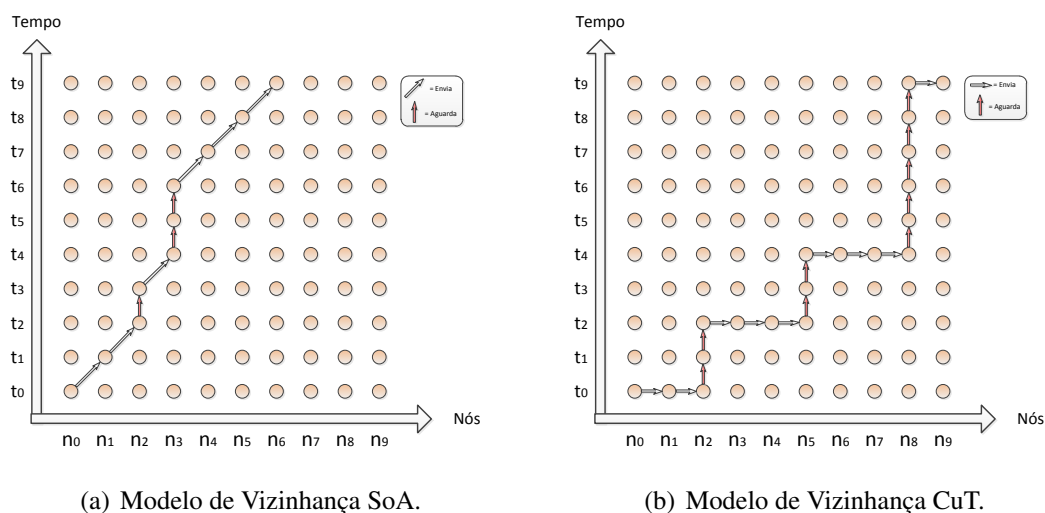 Tempo
t9
t8
t7
t6
t5
t4
t3
t2
t1
t0
= Envia
= Aguarda
Nós
n0 n1 n2 n3 n4 n5 n6 n7 n8 n9
(a) Modelo de Vizinhança SoA.
Tempo
t9
t8
t7
t6
t5
t4
t3
t2
t1
t0
= Envia
= Aguarda
Nós
n0 n1 n2 n3 n4 n5 n6 n7 n8 n9
(b) Modelo de Vizinhança CuT.